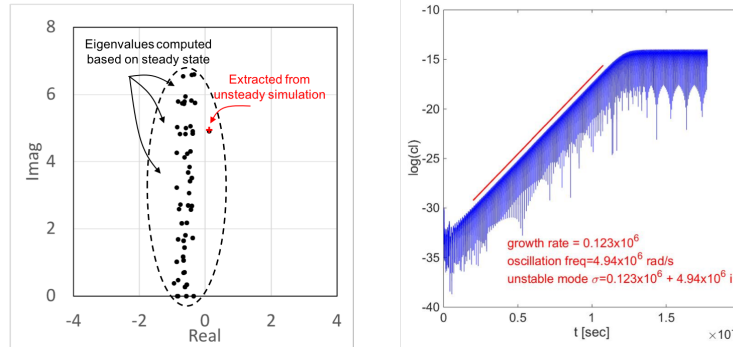 8
6
4
2
0
-4
-2
0
2
4
Imag
Real
Eigenvalues computed
based on steady state
Extracted from
unsteady simulation
-10
-15
-20
-25
-30
-35
-40
0
0.5
1
1.5
log(cl)
t [sec]
growth rate = 0.123x10⁶
oscillation freq=4.94x10⁶ rad/s
unstable mode σ=0.123x10⁶ + 4.94x10⁶ i